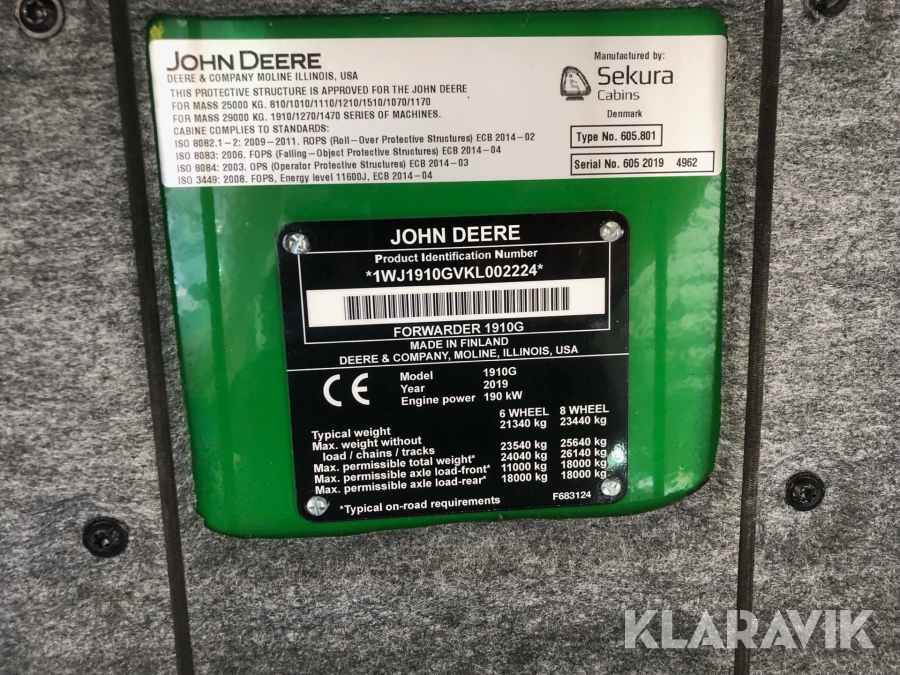 JOHN DEERE
DEERE & COMPANY MOLINE ILLINOIS, USA
THIS PROTECTIVE STRUCTURE IS APPROVED FOR THE JOHN DEERE
FOR MASS 25000 KG. 810/1010/1110/1210/1510/1070/1170
FOR MASS 29000 KG. 1910/1270/1470 SERIES OF MACHINES.
CABINE COMPLIES TO STANDARDS:
ISO 8082.1-2: 2009-2011. ROPS (Roll-Over Protective Structures) ECB 2014-02
ISO 8083: 2006. FOPS (Falling-Object Protective Structures) ECB 2014-04
ISO 8084: 2003. OPS (Operator Protective Structures) ECB 2014-03
ISO 3449: 2008. FOPS, Energy level 11600J, ECB 2014-04
Manufactured by:
Sekura
Cabins
Denmark
Type No. 605.801
Serial No. 605 2019 4962
JOHN DEERE
Product Identification Number
*1WJ1910GVKL002224*
FORWARDER 1910G
MADE IN FINLAND
DEERE & COMPANY, MOLINE, ILLINOIS, USA
CE
Model 1910G
Year 2019
Engine power 190 kW
6 WHEEL 8 WHEEL
Typical weight 21340 kg 23440 kg
Max. weight without
load / chains / tracks 23540 kg 25640 kg
Max. permissible total weight* 24040 kg 26140 kg
Max. permissible axle load-front* 11000 kg 18000 kg
Max. permissible axle load-rear* 18000 kg 18000 kg
*Typical on-road requirements F683124
KLARAVIK